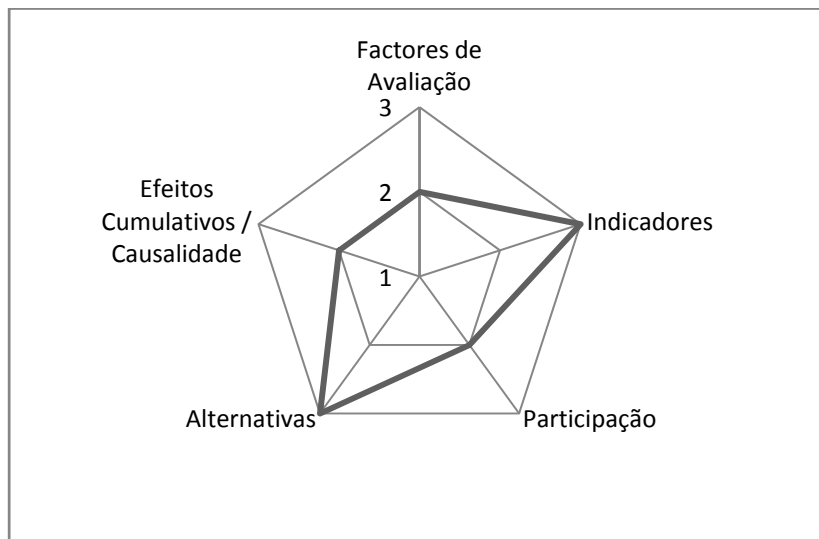 Factores de
Avaliação
3
2
1
Efeitos
Cumulativos /
Causalidade
Indicadores
Alternativas
Participação